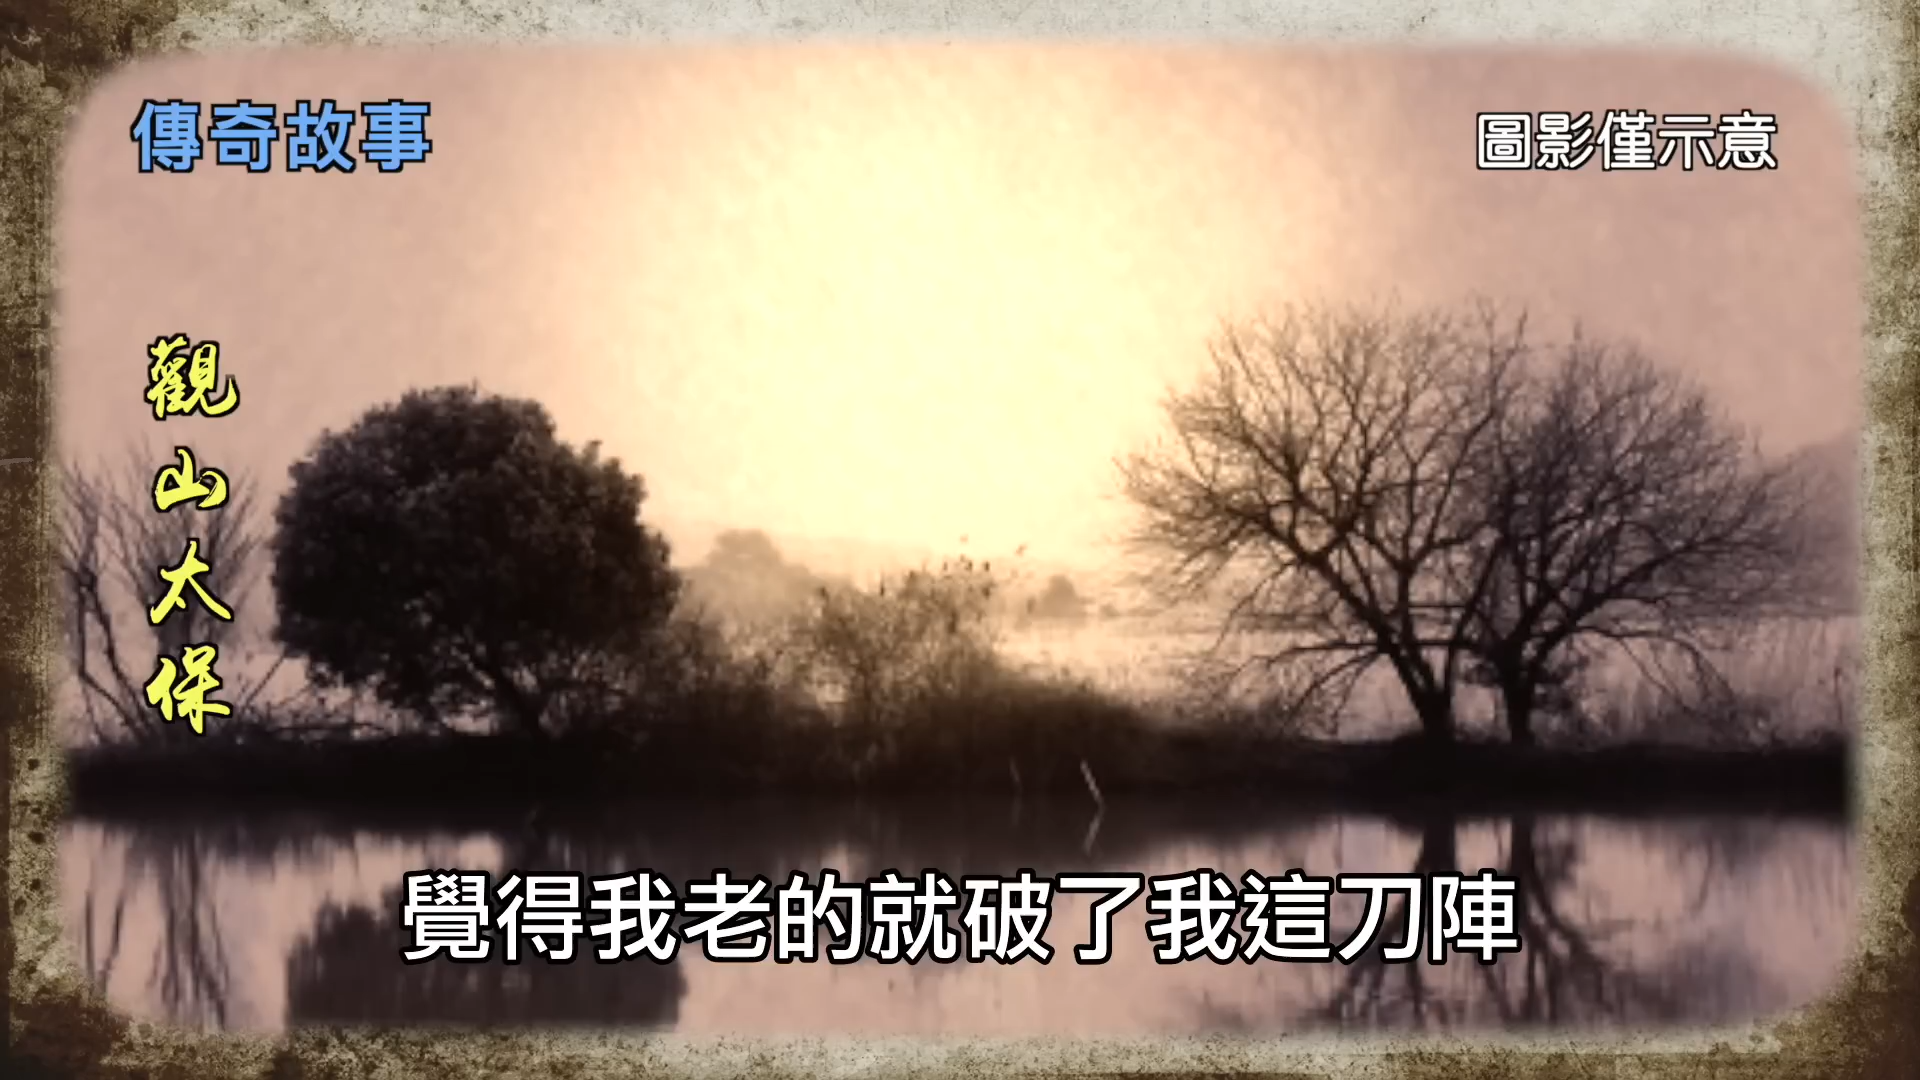 傳奇故事
圖影僅示意
觀山太保
覺得我老的就破了我這刀陣